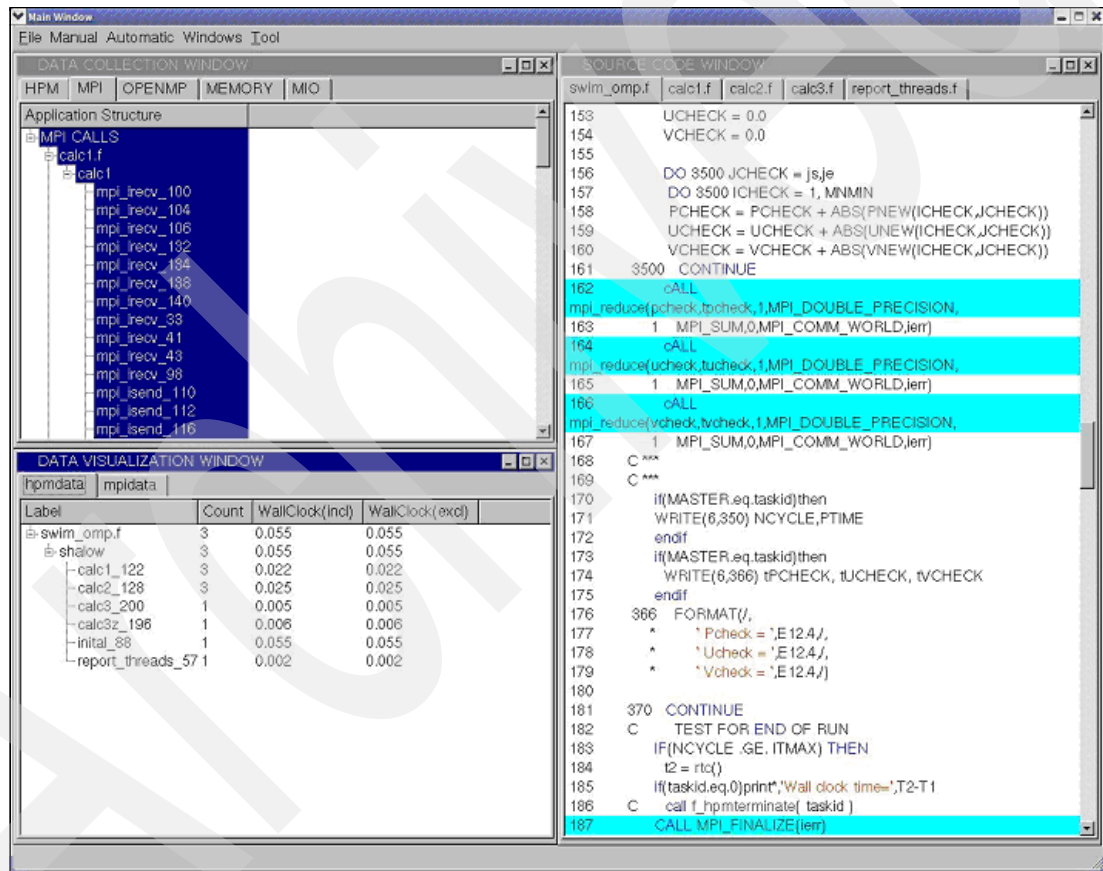 Main Window
File Manual Automatic Windows Tool
DATA COLLECTION WINDOW
HPM MPI OPENMP MEMORY MIO
Application Structure
MPI CALLS
calc1.f
calc1
mpi_irecv_100
mpi_irecv_104
mpi_irecv_106
mpi_irecv_132
mpi_irecv_134
mpi_irecv_138
mpi_irecv_140
mpi_irecv_33
mpi_irecv_41
mpi_irecv_43
mpi_irecv_98
mpi_isend_110
mpi_isend_112
mpi_isend_116
DATA VISUALIZATION WINDOW
hpmdata mpidata
Label Count WallClock(incl) WallClock(excl)
swim_omp.f 3 0.055 0.055
shalow 3 0.055 0.055
calc1_122 3 0.022 0.022
calc2_128 3 0.025 0.025
calc3_200 1 0.005 0.005
calc3z_196 1 0.006 0.006
inital_88 1 0.055 0.055
report_threads_57 1 0.002 0.002
SOURCE CODE WINDOW
swim_omp.f calc1.f calc2.f calc3.f report_threads.f
153 UCHECK = 0.0
154 VCHECK = 0.0
155
156 DO 3500 JCHECK = js,je
157 DO 3500 ICHECK = 1, MNMIN
158 PCHECK = PCHECK + ABS(PNEW(ICHECK,JCHECK))
159 UCHECK = UCHECK + ABS(UNEW(ICHECK,JCHECK))
160 VCHECK = VCHECK + ABS(VNEW(ICHECK,JCHECK))
161 3500 CONTINUE
162 cALL
mpi_reduce(pcheck,tpcheck,1,MPI_DOUBLE_PRECISION,
163 1 MPI_SUM,0,MPI_COMM_WORLD,ierr)
164 cALL
mpi_reduce(ucheck,tucheck,1,MPI_DOUBLE_PRECISION,
165 1 MPI_SUM,0,MPI_COMM_WORLD,ierr)
166 cALL
mpi_reduce(vcheck,tvcheck,1,MPI_DOUBLE_PRECISION,
167 1 MPI_SUM,0,MPI_COMM_WORLD,ierr)
168 C ***
169 C ***
170 if(MASTER.eq.taskid)then
171 WRITE(6,350) NCYCLE,PTIME
172 endif
173 if(MASTER.eq.taskid)then
174 WRITE(6,366) tPCHECK, tUCHECK, tVCHECK
175 endif
176 366 FORMAT(/,
177 * ' Pcheck = ',E12.4,/,
178 * ' Ucheck = ',E12.4,/,
179 * ' Vcheck = ',E12.4,/)
180
181 370 CONTINUE
182 C TEST FOR END OF RUN
183 IF(NCYCLE .GE. ITMAX) THEN
184 t2 = rtc()
185 if(taskid.eq.0)print*,'Wall clock time=',T2-T1
186 C call f_hpmterminate( taskid )
187 CALL MPI_FINALIZE(ierr)